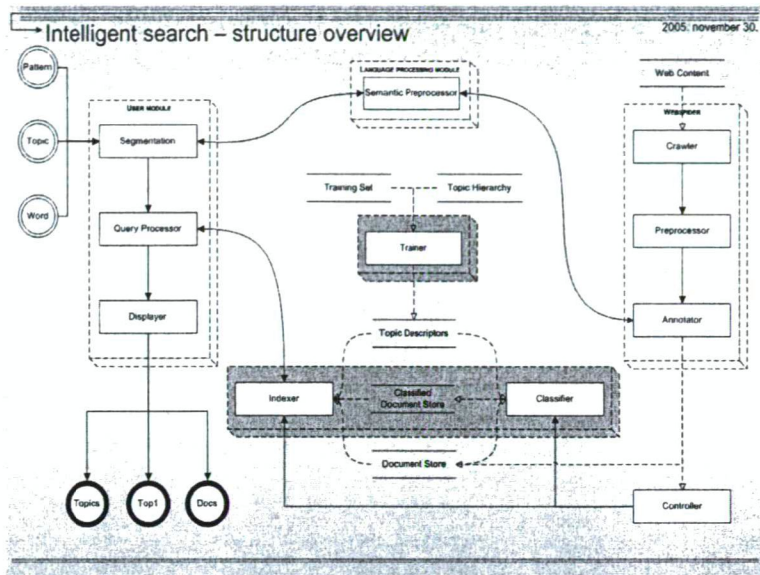 Intelligent search – structure overview
2005. november 30.
Pattern
Topic
Word
USER MODULE
Segmentation
Query Processor
Displayer
Topics
Top1
Docs
LANGUAGE PROCESSING MODULE
Semantic Preprocessor
Training Set
Topic Hierarchy
Trainer
Topic Descriptors
Indexer
Classified
Document Store
Classifier
Document Store
Web Content
WEBSPIDER
Crawler
Preprocessor
Annotator
Controller